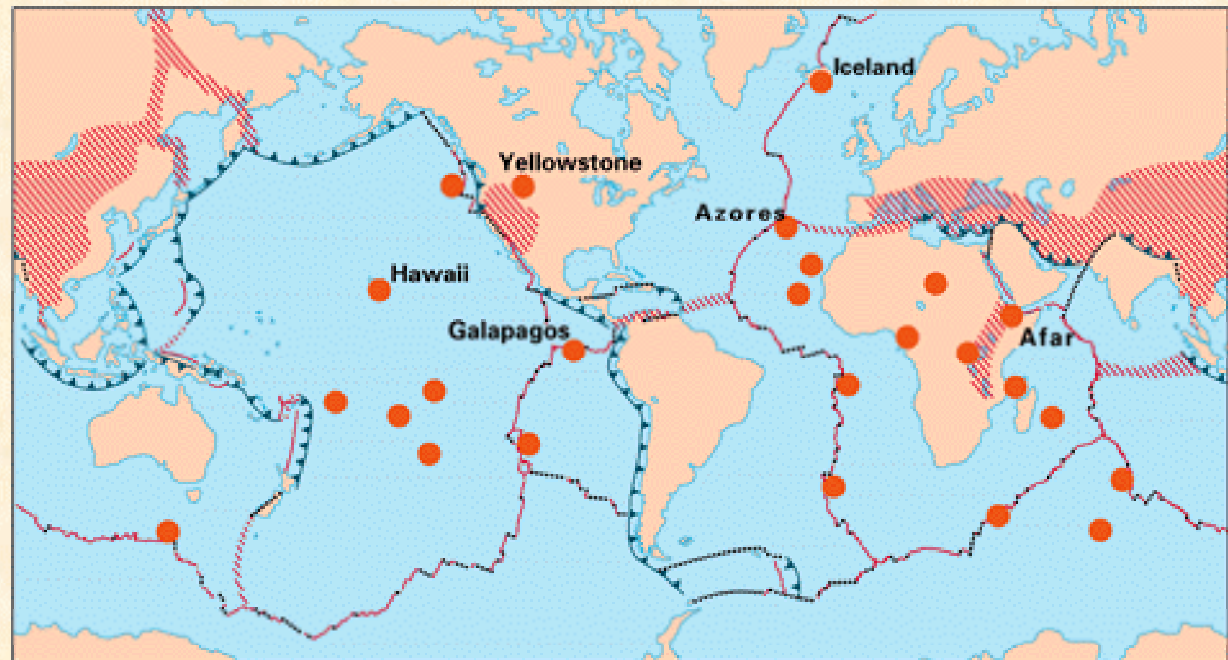 Iceland
Yellowstone
Azores
Hawaii
Galapagos
Afar